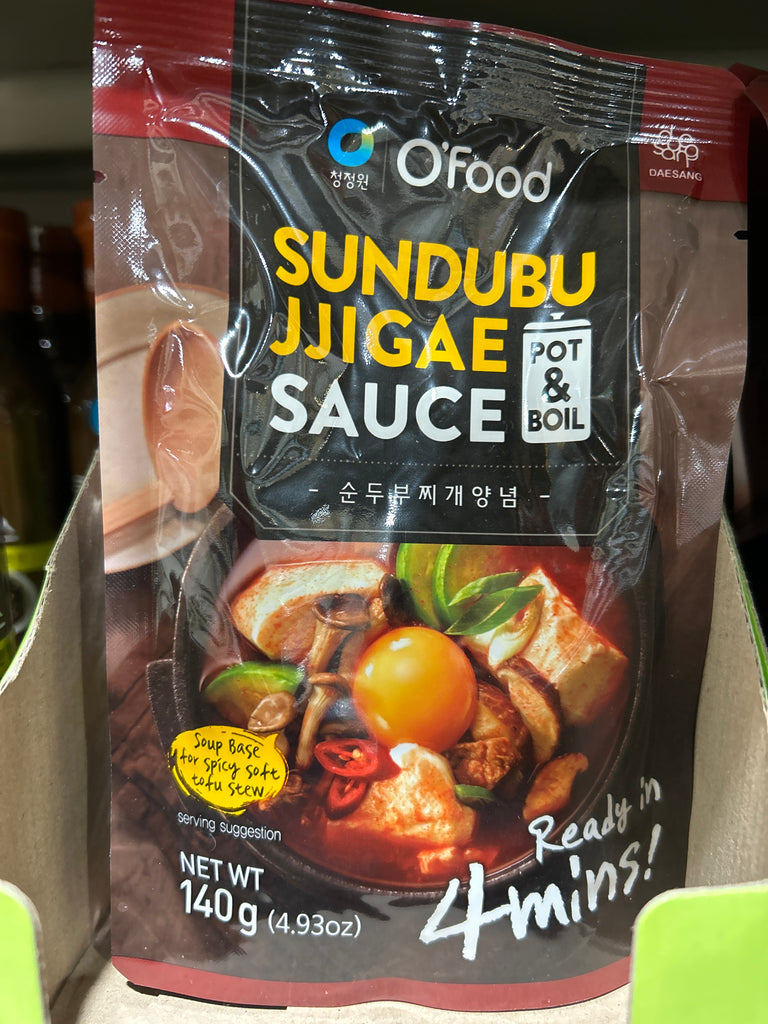 청정원
O'Food
DAESANG
SUNDUBU
JJIGAE
SAUCE
POT
&
BOIL
- 순두부찌개양념 -
Soup Base
for spicy soft
tofu stew
serving suggestion
NET WT
140g (4.93oz)
Ready in
4mins!